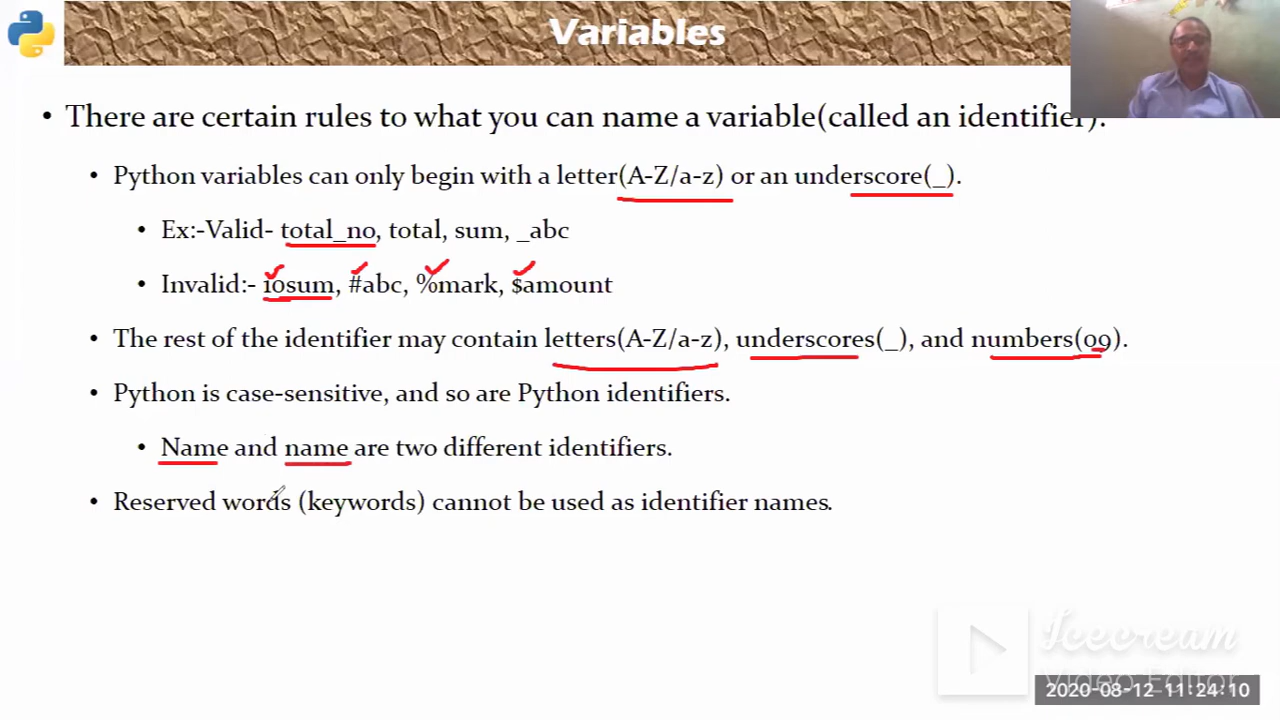 Variables
• There are certain rules to what you can name a variable(called an identifier).
• Python variables can only begin with a letter(A-Z/a-z) or an underscore(_).
• Ex:-Valid- total_no, total, sum, _abc
• Invalid:- 10sum, #abc, %mark, $amount
• The rest of the identifier may contain letters(A-Z/a-z), underscores(_), and numbers(09).
• Python is case-sensitive, and so are Python identifiers.
• Name and name are two different identifiers.
• Reserved words (keywords) cannot be used as identifier names.
Icecream
Video Editor
2020-08-12 11:24:10